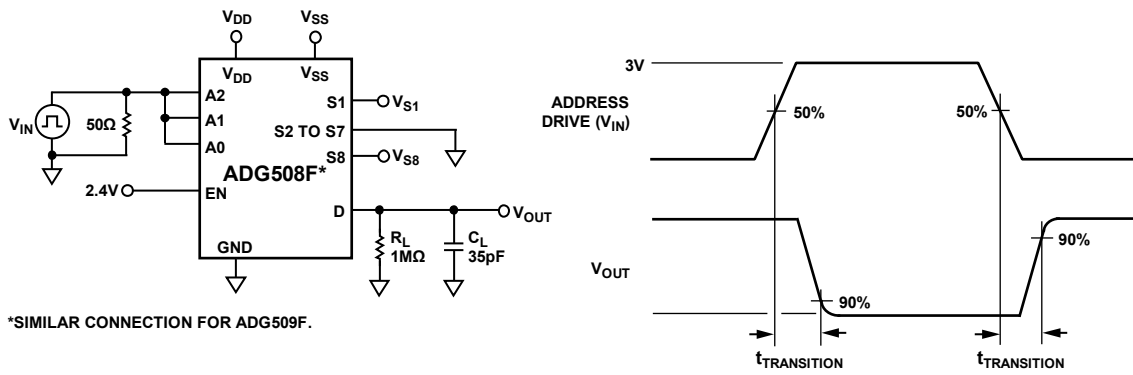 VDD
VSS
VDD
VSS
A2
A1
A0
VIN
50Ω
S1
VS1
S2 TO S7
S8
VS8
ADG508F*
2.4V
EN
D
VOUT
GND
RL
1MΩ
CL
35pF
*SIMILAR CONNECTION FOR ADG509F.
3V
ADDRESS
DRIVE (VIN)
50%
50%
VOUT
90%
90%
tTRANSITION
tTRANSITION